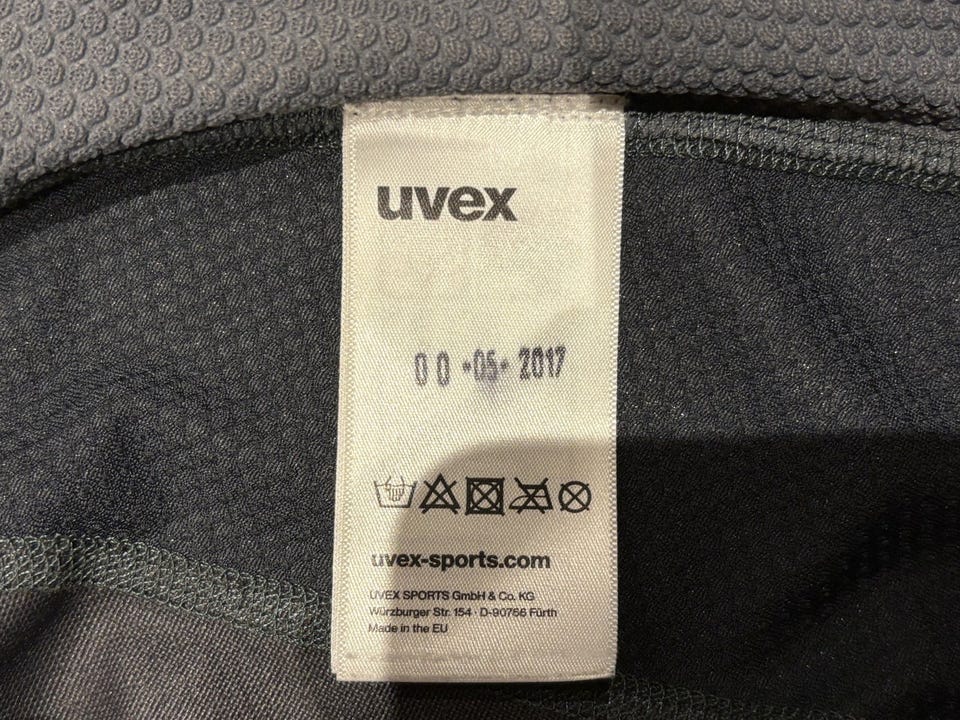 uvex
00 •05• 2017
uvex-sports.com
UVEX SPORTS GmbH & Co. KG
Würzburger Str. 154 · D-90766 Fürth
Made in the EU